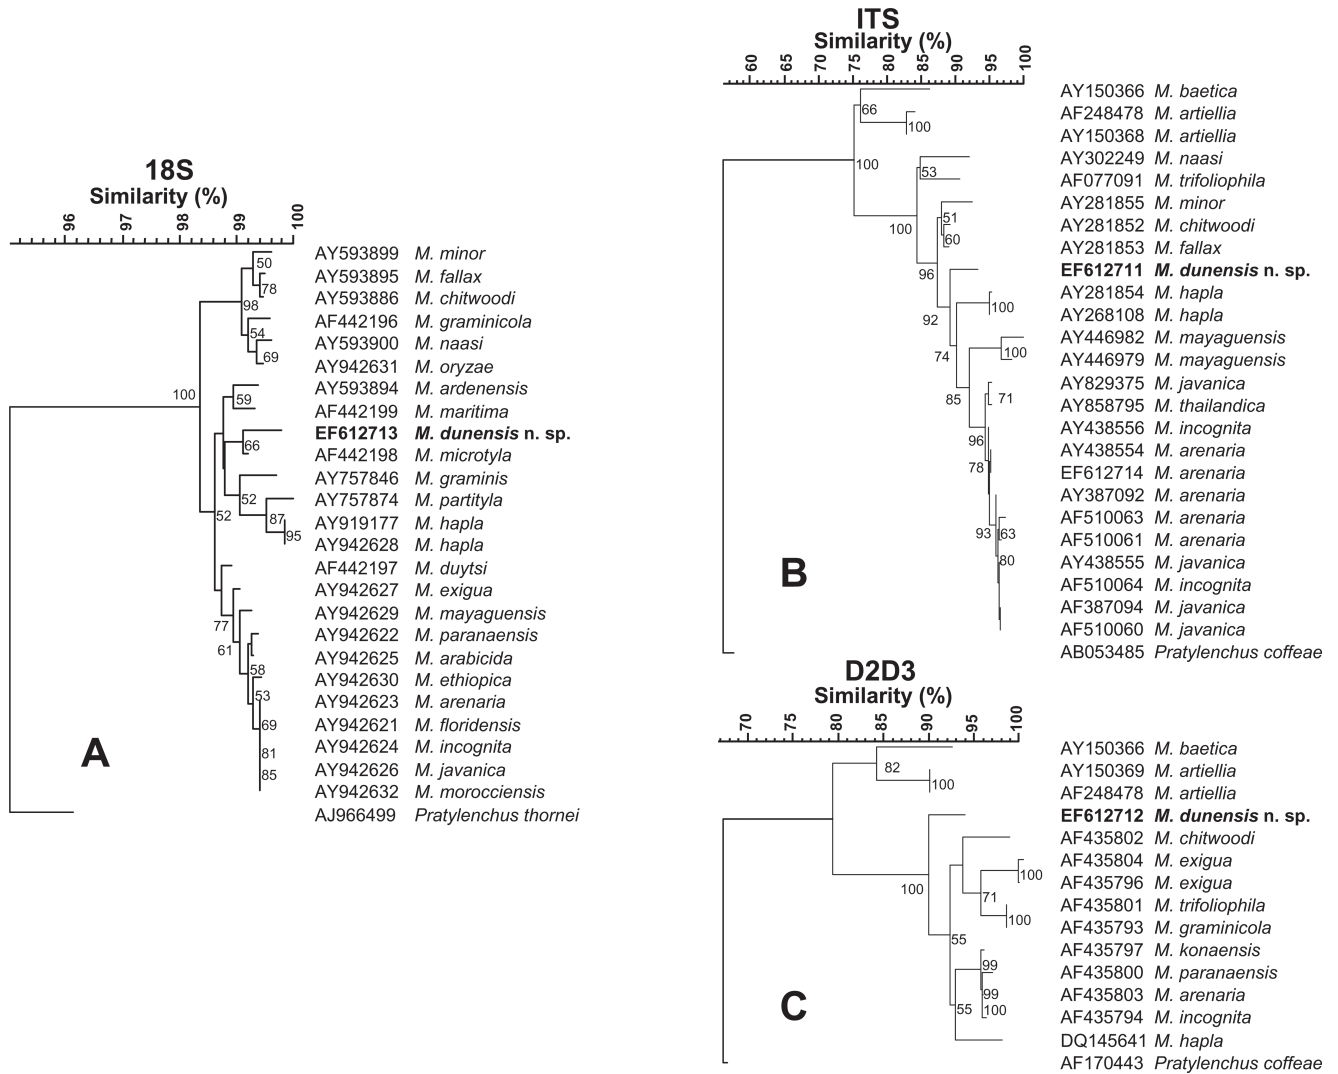 18S
Similarity (%)
96 97 98 99 100
AY593899 M. minor
AY593895 M. fallax
AY593886 M. chitwoodi
AF442196 M. graminicola
AY593900 M. naasi
AY942631 M. oryzae
AY593894 M. ardenensis
AF442199 M. maritima
EF612713 M. dunensis n. sp.
AF442198 M. microtyla
AY757846 M. graminis
AY757874 M. partityla
AY919177 M. hapla
AY942628 M. hapla
AF442197 M. duytsi
AY942627 M. exigua
AY942629 M. mayaguensis
AY942622 M. paranaensis
AY942625 M. arabicida
AY942630 M. ethiopica
AY942623 M. arenaria
AY942621 M. floridensis
AY942624 M. incognita
AY942626 M. javanica
AY942632 M. morocciensis
AJ966499 Pratylenchus thornei
50
78
98
54
69
100
59
66
52
87
95
52
77
61
58
53
69
81
85
A
ITS
Similarity (%)
60 65 70 75 80 85 90 95 100
AY150366 M. baetica
AF248478 M. artiellia
AY150368 M. artiellia
AY302249 M. naasi
AF077091 M. trifoliophila
AY281855 M. minor
AY281852 M. chitwoodi
AY281853 M. fallax
EF612711 M. dunensis n. sp.
AY281854 M. hapla
AY268108 M. hapla
AY446982 M. mayaguensis
AY446979 M. mayaguensis
AY829375 M. javanica
AY858795 M. thailandica
AY438556 M. incognita
AY438554 M. arenaria
EF612714 M. arenaria
AY387092 M. arenaria
AF510063 M. arenaria
AF510061 M. arenaria
AY438555 M. javanica
AF510064 M. incognita
AF387094 M. javanica
AF510060 M. javanica
AB053485 Pratylenchus coffeae
66
100
100
53
51
100
60
96
100
92
100
74
71
85
96
78
93
63
80
B
D2D3
Similarity (%)
70 75 80 85 90 95 100
AY150366 M. baetica
AY150369 M. artiellia
AF248478 M. artiellia
EF612712 M. dunensis n. sp.
AF435802 M. chitwoodi
AF435804 M. exigua
AF435796 M. exigua
AF435801 M. trifoliophila
AF435793 M. graminicola
AF435797 M. konaensis
AF435800 M. paranaensis
AF435803 M. arenaria
AF435794 M. incognita
DQ145641 M. hapla
AF170443 Pratylenchus coffeae
82
100
100
100
71
100
55
99
99
55
100
C